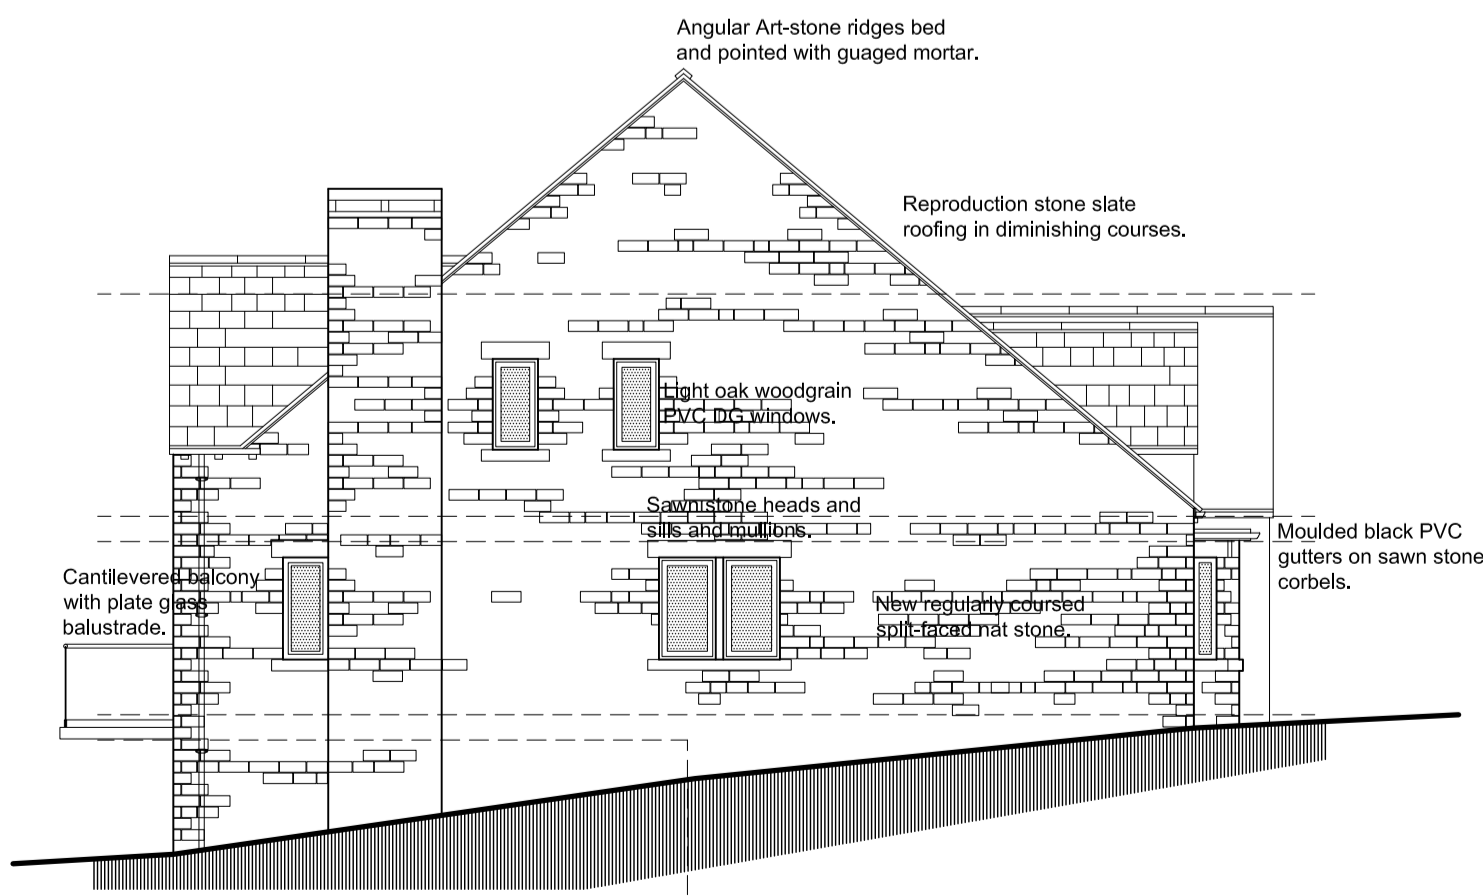 Angular Art-stone ridges bed
and pointed with guaged mortar.
Reproduction stone slate
roofing in diminishing courses.
Light oak woodgrain
PVC DG windows.
Sawn stone heads and
sills and mullions.
Moulded black PVC
gutters on sawn stone
corbels.
Cantilevered balcony
with plate glass
balustrade.
New regularly coursed
split-faced nat stone.